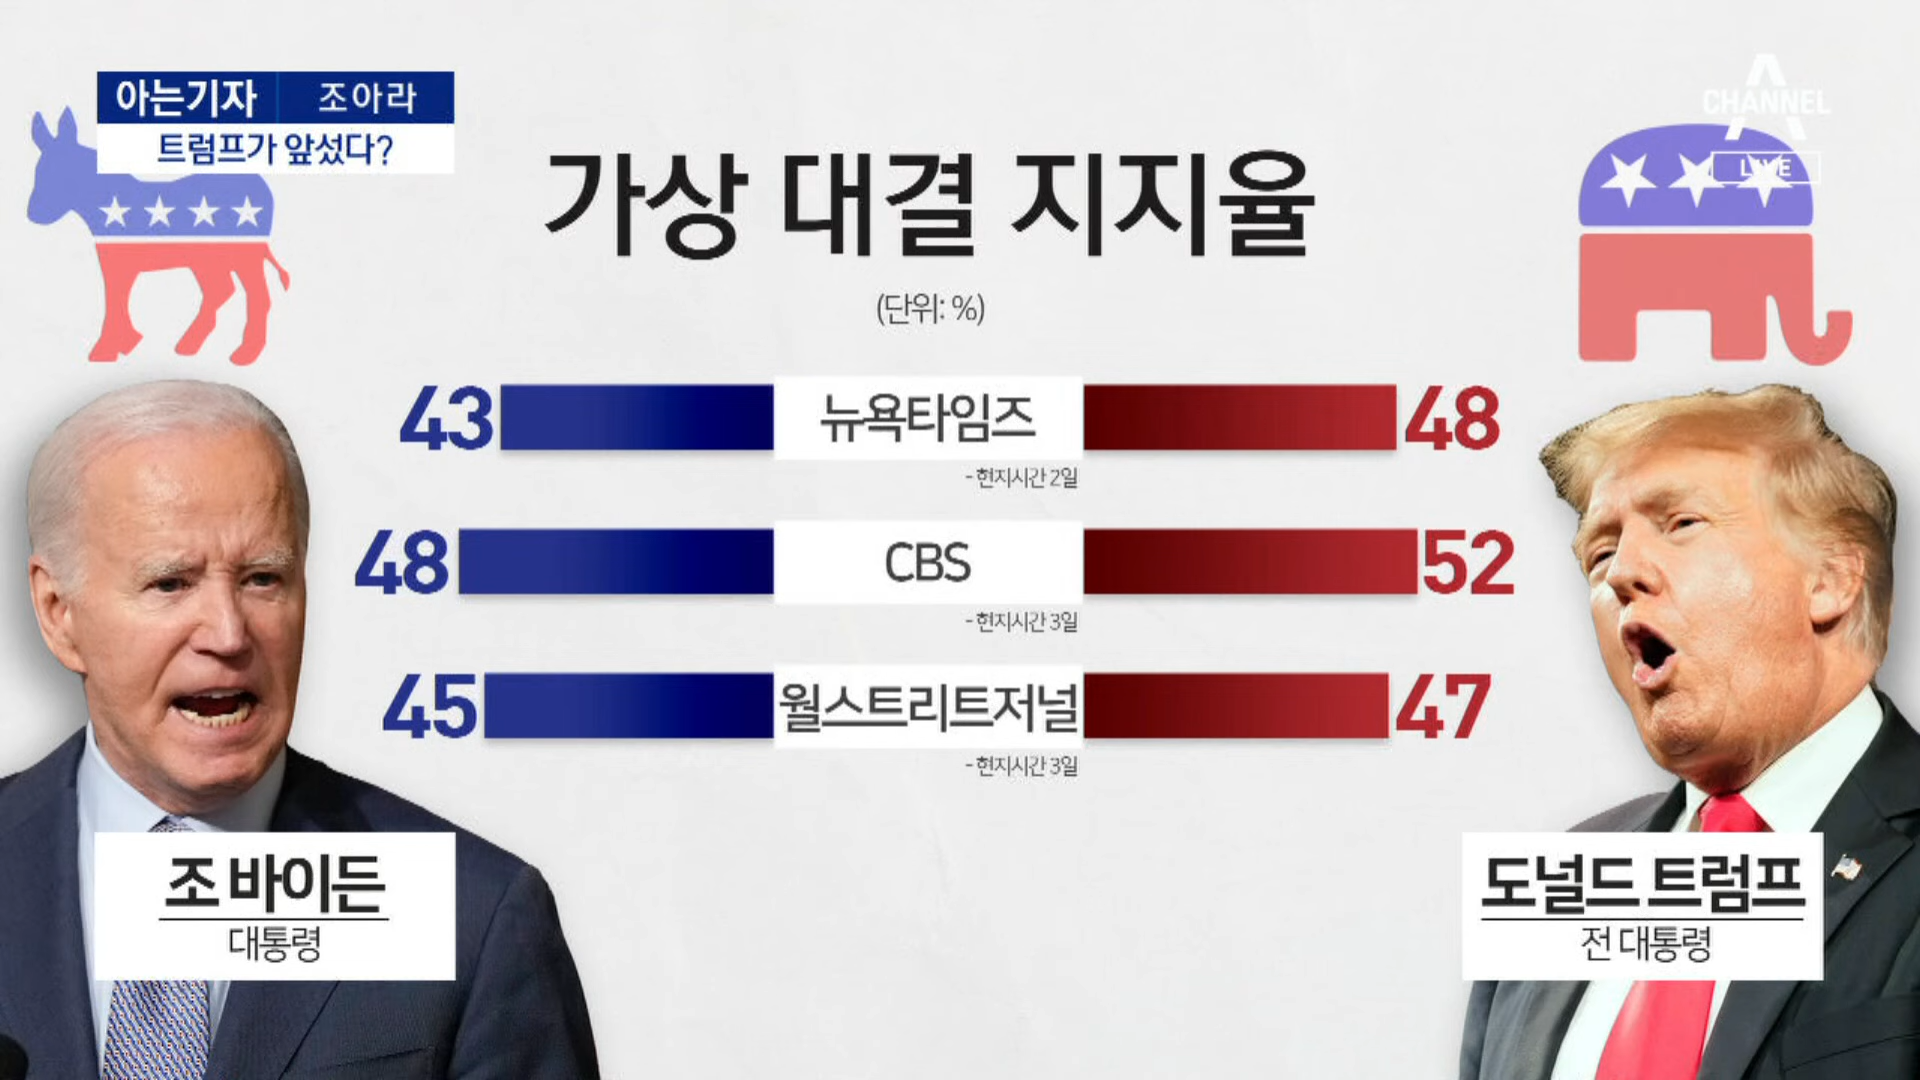 아는기자 조아라
트럼프가 앞섰다?
CHANNEL A
LIVE
가상 대결 지지율
(단위: %)
43 뉴욕타임즈 48
- 현지시간 2일
48 CBS 52
- 현지시간 3일
45 월스트리트저널 47
- 현지시간 3일
조 바이든
대통령
도널드 트럼프
전 대통령